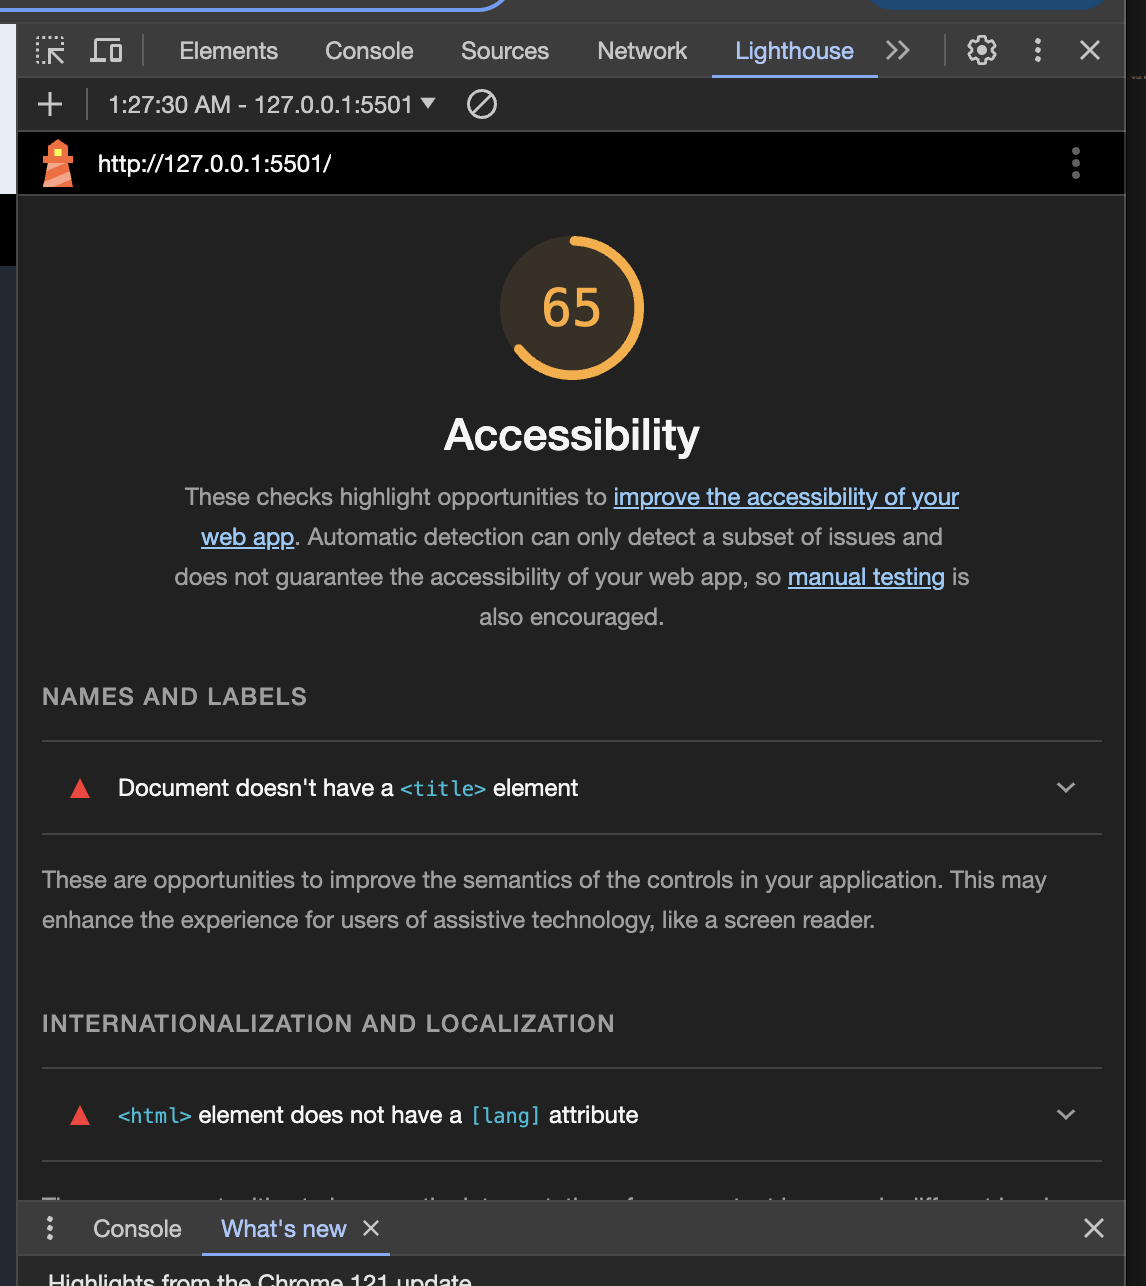 Elements Console Sources Network Lighthouse
1:27:30 AM - 127.0.0.1:5501
http://127.0.0.1:5501/
65
Accessibility
These checks highlight opportunities to improve the accessibility of your
web app. Automatic detection can only detect a subset of issues and
does not guarantee the accessibility of your web app, so manual testing is
also encouraged.
NAMES AND LABELS
Document doesn't have a <title> element
These are opportunities to improve the semantics of the controls in your application. This may
enhance the experience for users of assistive technology, like a screen reader.
INTERNATIONALIZATION AND LOCALIZATION
<html> element does not have a [lang] attribute
Console What's new
Highlights from the Chrome 121 update